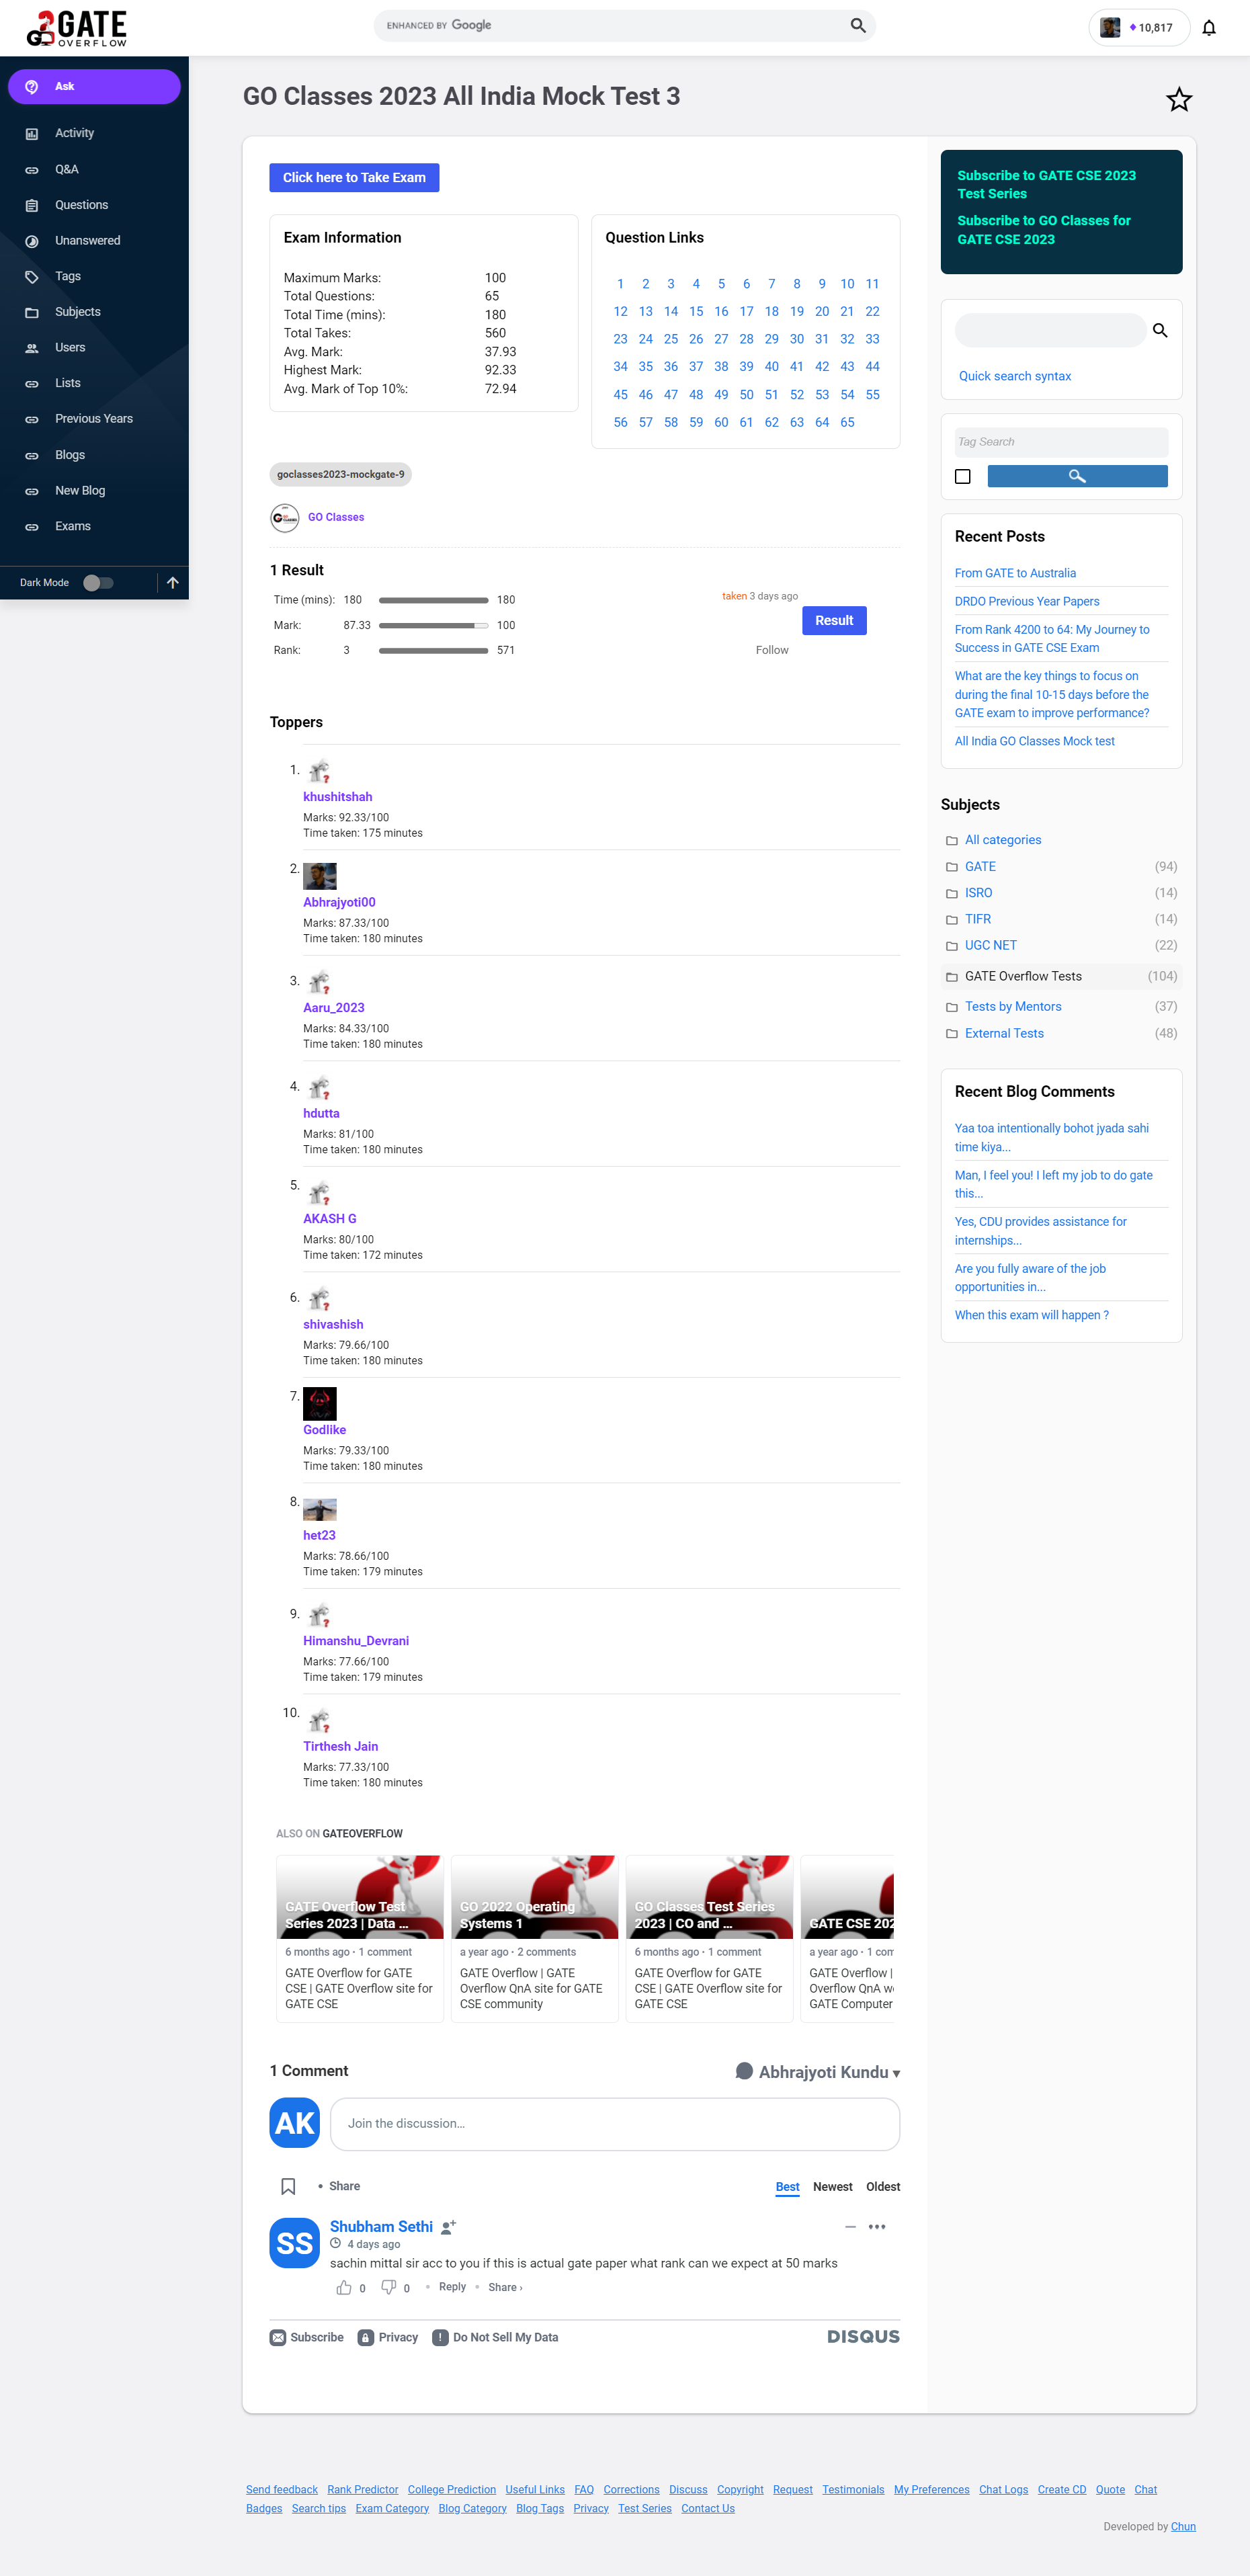 GATE
OVERFLOW
ENHANCED BY Google
10,817
Ask
Activity
Q&A
Questions
Unanswered
Tags
Subjects
Users
Lists
Previous Years
Blogs
New Blog
Exams
Dark Mode
GO Classes 2023 All India Mock Test 3
Click here to Take Exam
Exam Information
Maximum Marks: 100
Total Questions: 65
Total Time (mins): 180
Total Takes: 560
Avg. Mark: 37.93
Highest Mark: 92.33
Avg. Mark of Top 10%: 72.94
Question Links
1 2 3 4 5 6 7 8 9 10 11
12 13 14 15 16 17 18 19 20 21 22
23 24 25 26 27 28 29 30 31 32 33
34 35 36 37 38 39 40 41 42 43 44
45 46 47 48 49 50 51 52 53 54 55
56 57 58 59 60 61 62 63 64 65
goclasses2023-mockgate-9
GO Classes
1 Result
Time (mins): 180 180
Mark: 87.33 100
Rank: 3 571
taken 3 days ago
Result
Follow
Toppers
1.
khushitshah
Marks: 92.33/100
Time taken: 175 minutes
2.
Abhrajyoti00
Marks: 87.33/100
Time taken: 180 minutes
3.
Aaru_2023
Marks: 84.33/100
Time taken: 180 minutes
4.
hdutta
Marks: 81/100
Time taken: 180 minutes
5.
AKASH G
Marks: 80/100
Time taken: 172 minutes
6.
shivashish
Marks: 79.66/100
Time taken: 180 minutes
7.
Godlike
Marks: 79.33/100
Time taken: 180 minutes
8.
het23
Marks: 78.66/100
Time taken: 179 minutes
9.
Himanshu_Devrani
Marks: 77.66/100
Time taken: 179 minutes
10.
Tirthesh Jain
Marks: 77.33/100
Time taken: 180 minutes
ALSO ON GATEOVERFLOW
GATE Overflow Test
Series 2023 | Data ...
6 months ago · 1 comment
GATE Overflow for GATE
CSE | GATE Overflow site for
GATE CSE
GO 2022 Operating
Systems 1
a year ago · 2 comments
GATE Overflow | GATE
Overflow QnA site for GATE
CSE community
GO Classes Test Series
2023 | CO and ...
6 months ago · 1 comment
GATE Overflow for GATE
CSE | GATE Overflow site for
GATE CSE
GATE CSE 202
a year ago · 1 com
GATE Overflow |
Overflow QnA we
GATE Computer
1 Comment
Abhrajyoti Kundu
AK
Join the discussion...
• Share
Best Newest Oldest
SS
Shubham Sethi
4 days ago
sachin mittal sir acc to you if this is actual gate paper what rank can we expect at 50 marks
0 0 • Reply • Share ›
Subscribe Privacy Do Not Sell My Data
DISQUS
Subscribe to GATE CSE 2023
Test Series
Subscribe to GO Classes for
GATE CSE 2023
Quick search syntax
Tag Search
Recent Posts
From GATE to Australia
DRDO Previous Year Papers
From Rank 4200 to 64: My Journey to
Success in GATE CSE Exam
What are the key things to focus on
during the final 10-15 days before the
GATE exam to improve performance?
All India GO Classes Mock test
Subjects
All categories
GATE (94)
ISRO (14)
TIFR (14)
UGC NET (22)
GATE Overflow Tests (104)
Tests by Mentors (37)
External Tests (48)
Recent Blog Comments
Yaa toa intentionally bohot jyada sahi
time kiya...
Man, I feel you! I left my job to do gate
this...
Yes, CDU provides assistance for
internships...
Are you fully aware of the job
opportunities in...
When this exam will happen ?
Send feedback Rank Predictor College Prediction Useful Links FAQ Corrections Discuss Copyright Request Testimonials My Preferences Chat Logs Create CD Quote Chat
Badges Search tips Exam Category Blog Category Blog Tags Privacy Test Series Contact Us
Developed by Chun